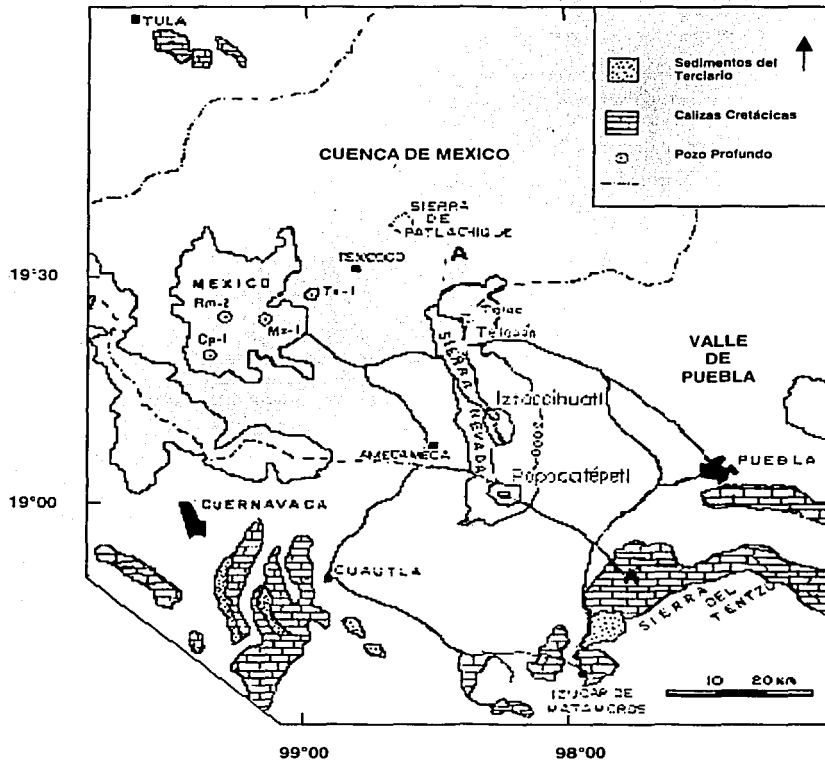 TULA
Sedimentos del
Terciario
Calizas Cretácicas
Pozo Profundo
CUENCA DE MEXICO
SIERRA
DE
PATLACHIQUE
TEXCOCO
A
19°30
MEXICO
Rm-2
Tx-1
Mz-1
Cp-1
Tlaloc
Telapón
SIERRA
NEVADA
VALLE
DE
PUEBLA
Iztaccihuatl
3000
AMECAMECA
Popocatépetl
PUEBLA
19°00
CUERNAVACA
CUAUTLA
A
SIERRA DEL
TENTZO
IZUCAR DE
MATAMOROS
10 20 KM
99°00
98°00